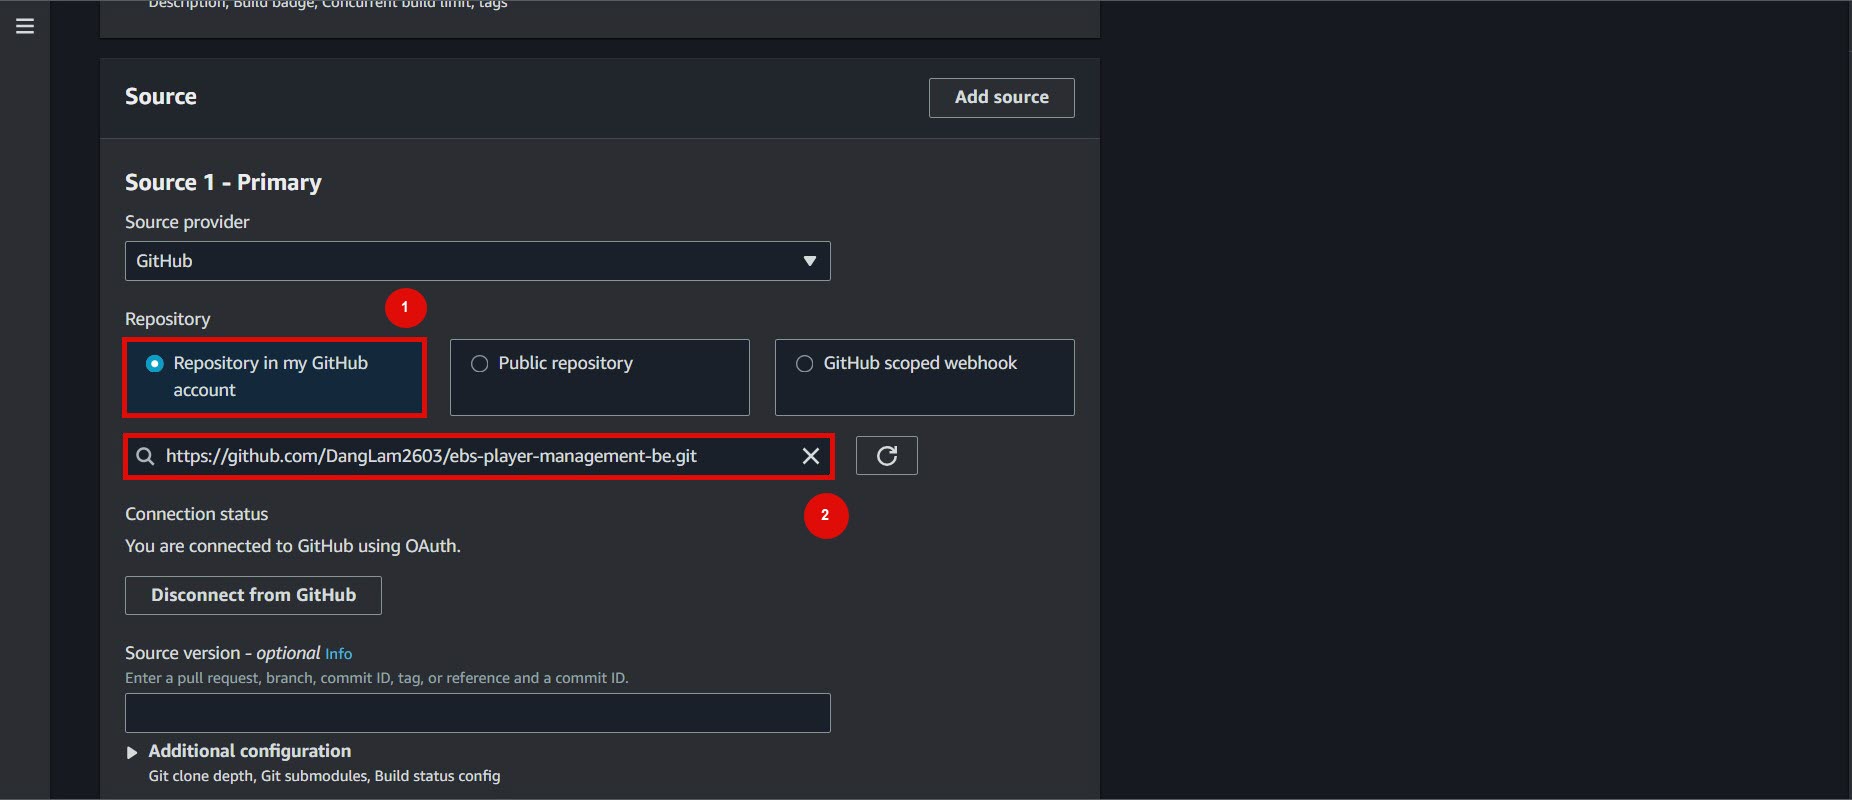 Description, Build badge, Concurrent build limit, tags
Source
Add source
Source 1 - Primary
Source provider
GitHub
1
Repository
Repository in my GitHub
account
Public repository
GitHub scoped webhook
https://github.com/DangLam2603/ebs-player-management-be.git
2
Connection status
You are connected to GitHub using OAuth.
Disconnect from GitHub
Source version - optional Info
Enter a pull request, branch, commit ID, tag, or reference and a commit ID.
Additional configuration
Git clone depth, Git submodules, Build status config